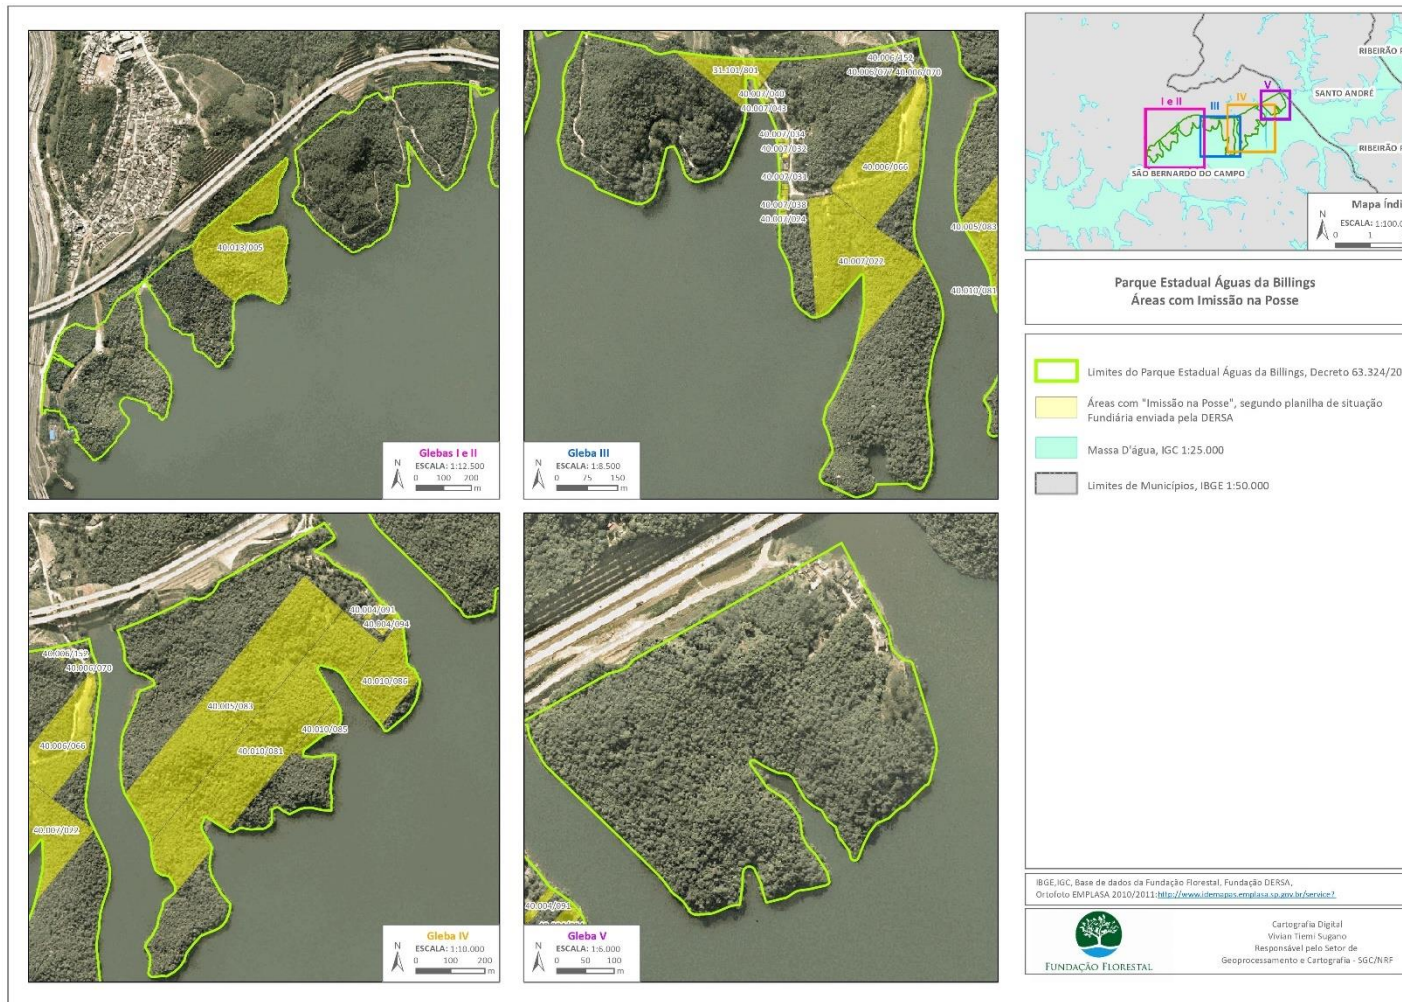 40.013/005
Glebas I e II
ESCALA: 1:12.500
N
0 100 200
m
31.101/801
40.006/152
40.006/077 40.006/070
40.007/040
40.007/043
40.007/034
40.007/032
40.006/066
40.007/031
40.007/038
40.007/024
40.005/083
40.007/022
40.010/081
Gleba III
ESCALA: 1:8.500
N
0 75 150
m
40.004/091
40.004/094
40.006/152
40.006/070
40.010/086
40.005/083
40.010/085
40.006/066
40.010/081
40.007/022
Gleba IV
ESCALA: 1:10.000
N
0 100 200
m
40.004/091
Gleba V
ESCALA: 1:6.000
N
0 50 100
m
RIBEIRÃO P
SANTO ANDRÉ
V
IV
I e II
III
RIBEIRÃO P
SÃO BERNARDO DO CAMPO
Mapa Índi
N
ESCALA: 1:100.0
0 1
Parque Estadual Águas da Billings
Áreas com Imissão na Posse
Limites do Parque Estadual Águas da Billings, Decreto 63.324/20
Áreas com "Imissão na Posse", segundo planilha de situação
Fundiária enviada pela DERSA
Massa D'água, IGC 1:25.000
Limites de Municípios, IBGE 1:50.000
IBGE,IGC, Base de dados da Fundação Florestal, Fundação DERSA,
Ortofoto EMPLASA 2010/2011:http://www.idemapas.emplasa.sp.gov.br/service?
FUNDAÇÃO FLORESTAL
Cartografia Digital
Vivian Tiemi Sugano
Responsável pelo Setor de
Geoprocessamento e Cartografia - SGC/NRF